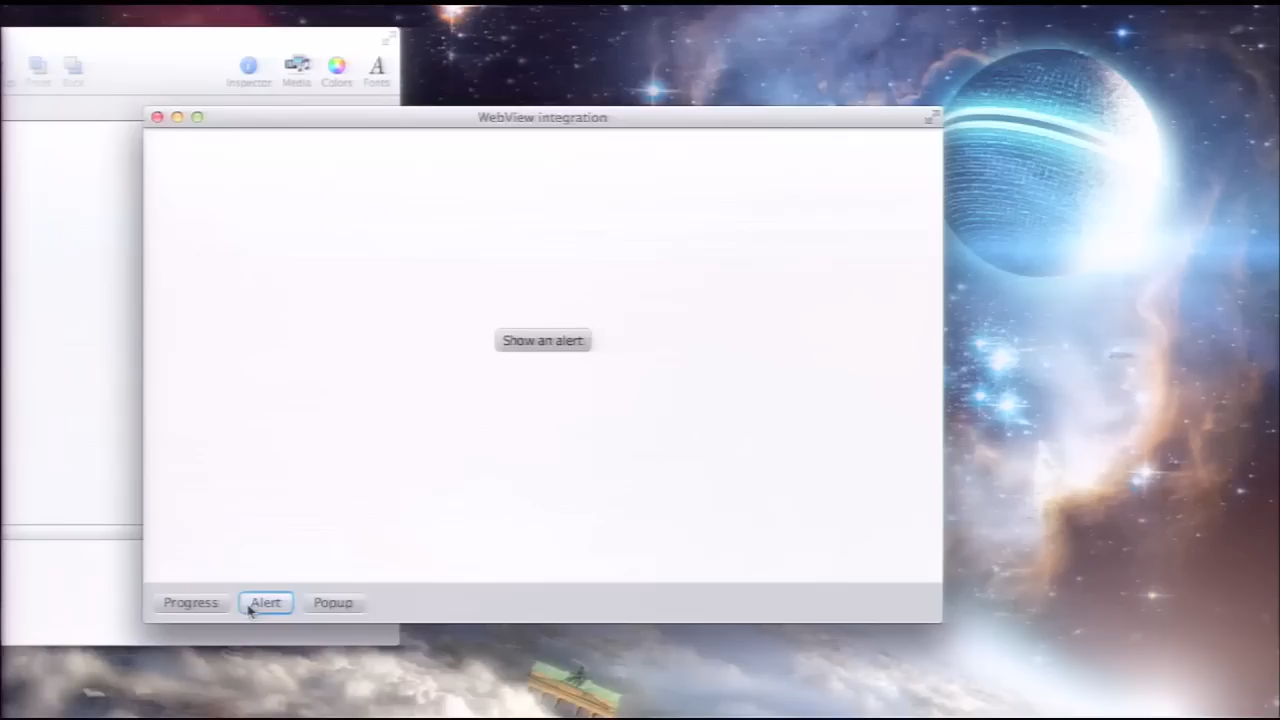 Inspector Media Colors Fonts
WebView integration
Show an alert
Progress Alert Popup